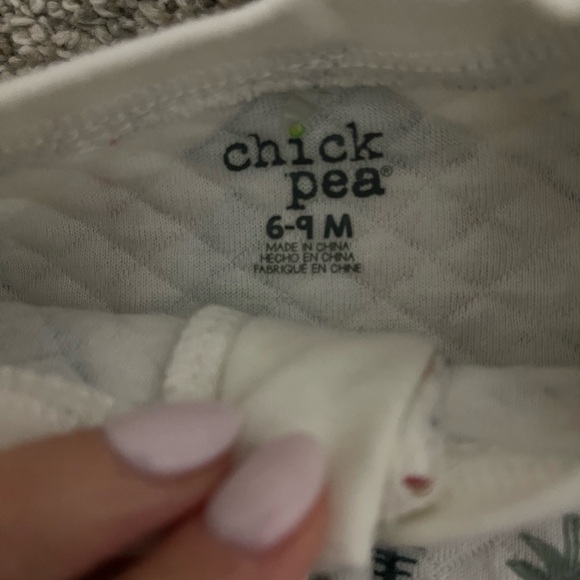 chick
pea®
6-9 M
MADE IN CHINA
HECHO EN CHINA
FABRIQUÉ EN CHINE